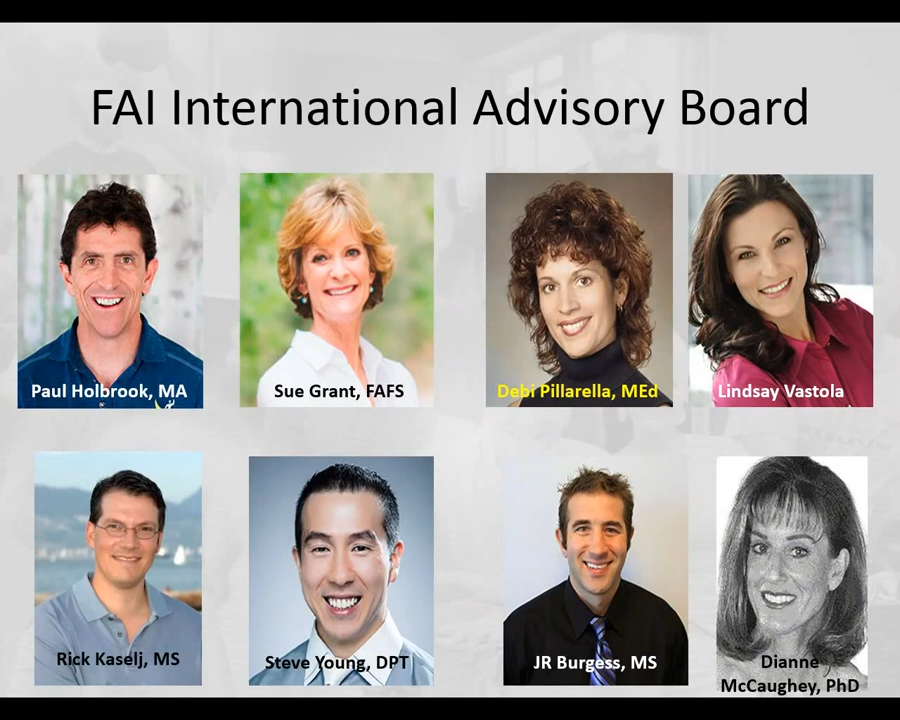 FAI International Advisory Board
Paul Holbrook, MA
Sue Grant, FAFS
Debi Pillarella, MEd
Lindsay Vastola
Rick Kaselj, MS
Steve Young, DPT
JR Burgess, MS
Dianne
McCaughey, PhD